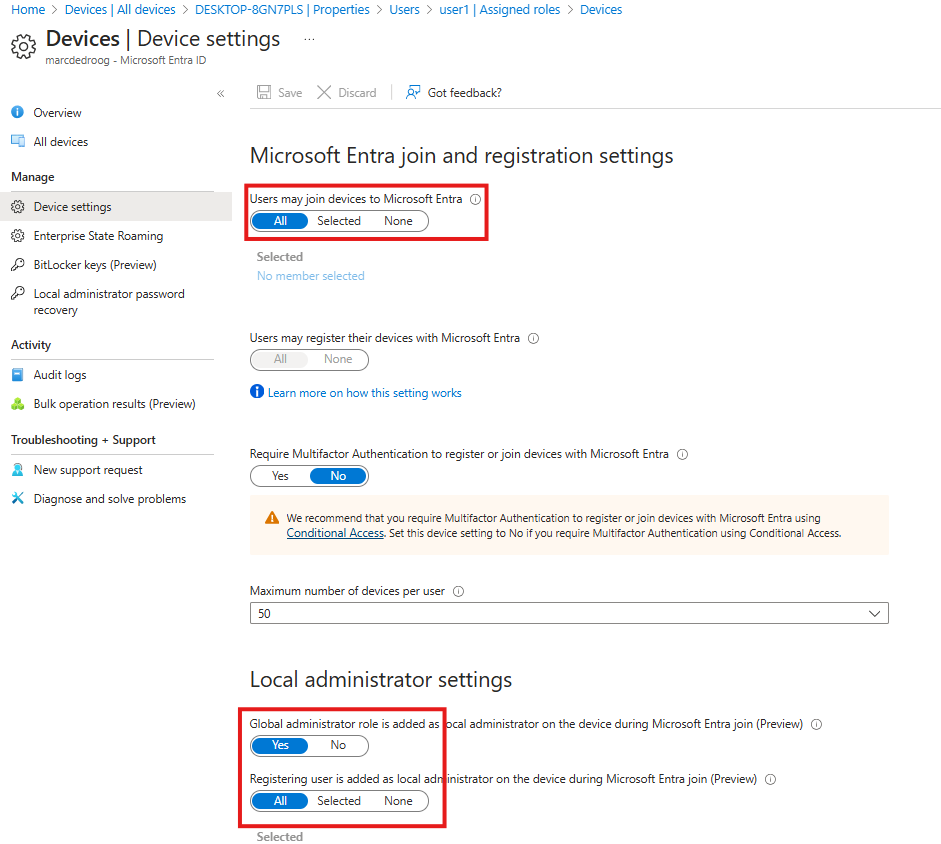 Home > Devices | All devices > DESKTOP-8GN7PLS | Properties > Users > user1 | Assigned roles > Devices
Devices | Device settings ...
marcdedroog - Microsoft Entra ID
«
Save Discard Got feedback?
Overview
All devices
Manage
Device settings
Enterprise State Roaming
BitLocker keys (Preview)
Local administrator password
recovery
Activity
Audit logs
Bulk operation results (Preview)
Troubleshooting + Support
New support request
Diagnose and solve problems
Microsoft Entra join and registration settings
Users may join devices to Microsoft Entra
All Selected None
Selected
No member selected
Users may register their devices with Microsoft Entra
All None
Learn more on how this setting works
Require Multifactor Authentication to register or join devices with Microsoft Entra
Yes No
We recommend that you require Multifactor Authentication to register or join devices with Microsoft Entra using
Conditional Access. Set this device setting to No if you require Multifactor Authentication using Conditional Access.
Maximum number of devices per user
50
Local administrator settings
Global administrator role is added as local administrator on the device during Microsoft Entra join (Preview)
Yes No
Registering user is added as local administrator on the device during Microsoft Entra join (Preview)
All Selected None
Selected